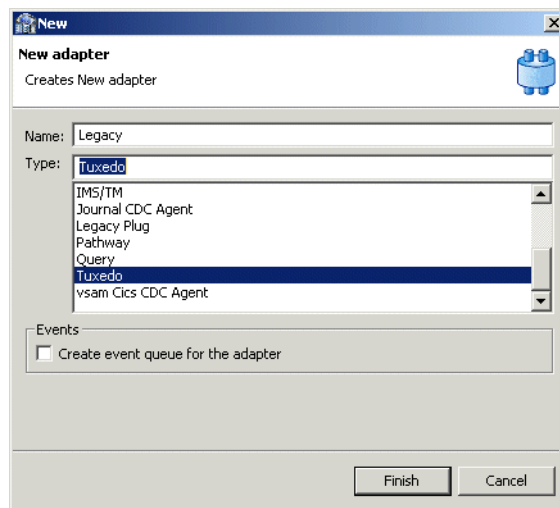 New
New adapter
Creates New adapter
Name: Legacy
Type: Tuxedo
IMS/TM
Journal CDC Agent
Legacy Plug
Pathway
Query
Tuxedo
vsam Cics CDC Agent
Events
Create event queue for the adapter
Finish Cancel